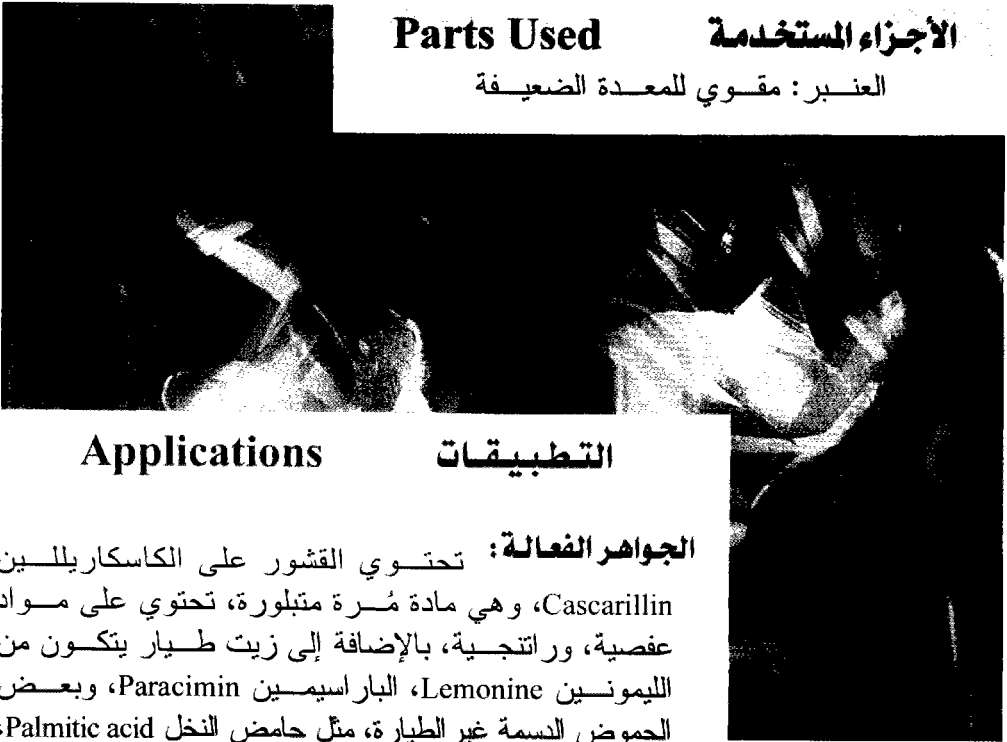 الأجزاء المستخدمة Parts Used
العنبر: مقوي للمعدة الضعيفة
التطبيقات Applications
الجواهر الفعالة: تحتوي القشور على الكاسكاريللين
Cascarillin، وهي مادة مُرة متبلورة، تحتوي على مواد
عفصية، وراتنجية، بالإضافة إلى زيت طيار يتكون من
الليمونين Lemonine، الباراسيمين Paracimin، وبعض
الحموض الدسمة غير الطيارة، مثل حامض النخل Palmitic acid،